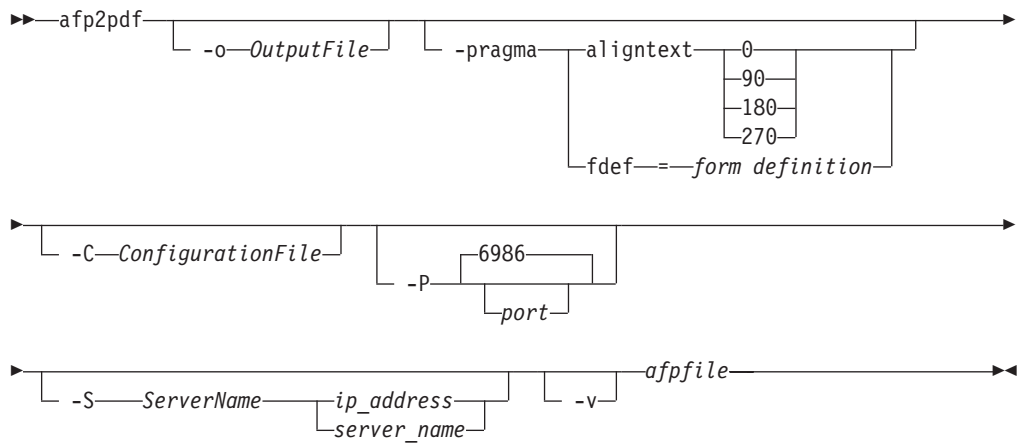 afp2pdf
-o OutputFile -pragma aligntext 0
90
180
270
fdef = form definition
-C ConfigurationFile 6986
-P
port
afpfile
-S ServerName ip_address -v
server_name